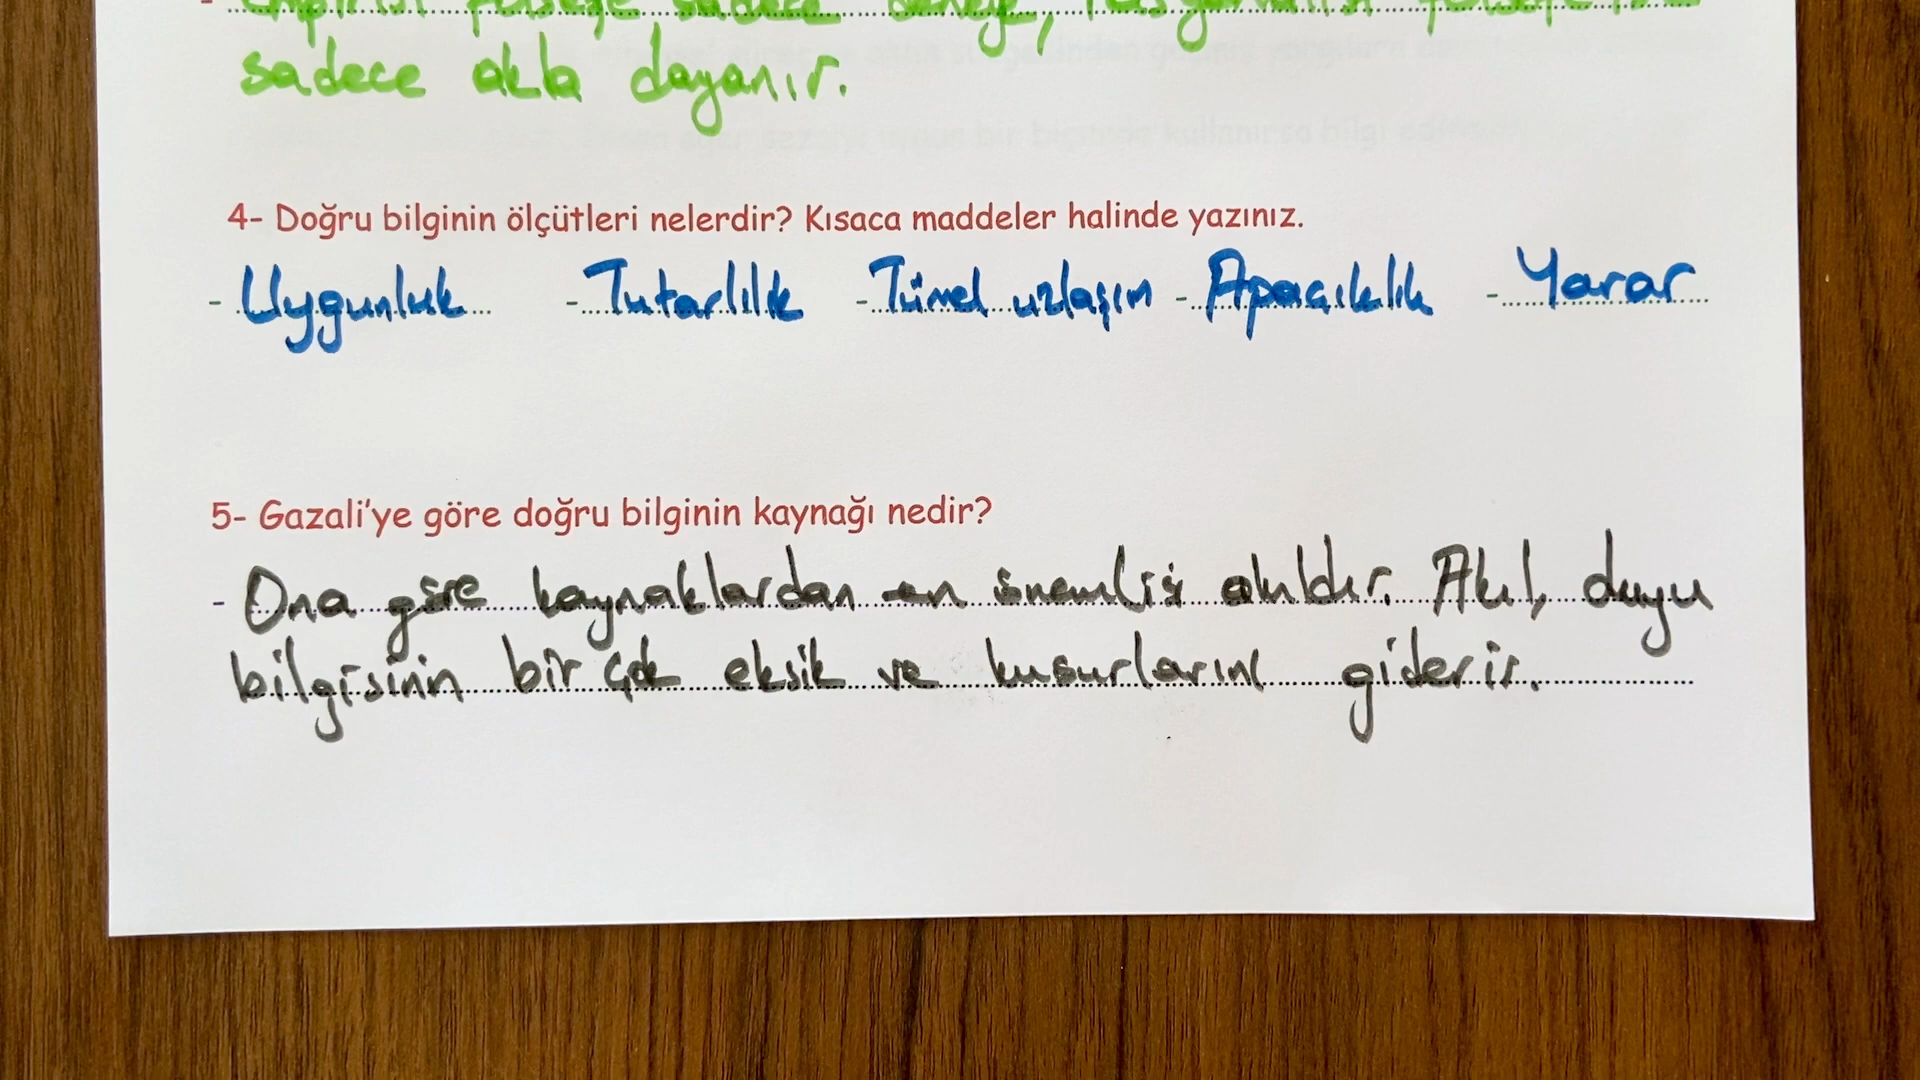 sadece akla dayanır.
4- Doğru bilginin ölçütleri nelerdir? Kısaca maddeler halinde yazınız.
- Uygunluk - Tutarlılık - Tümel uzlaşım - Apaçıklık - Yarar
5- Gazali'ye göre doğru bilginin kaynağı nedir?
- Ona göre kaynaklardan en önemlisi akıldır. Akıl, duyu
bilgisinin bir çok eksik ve kusurlarını giderir.